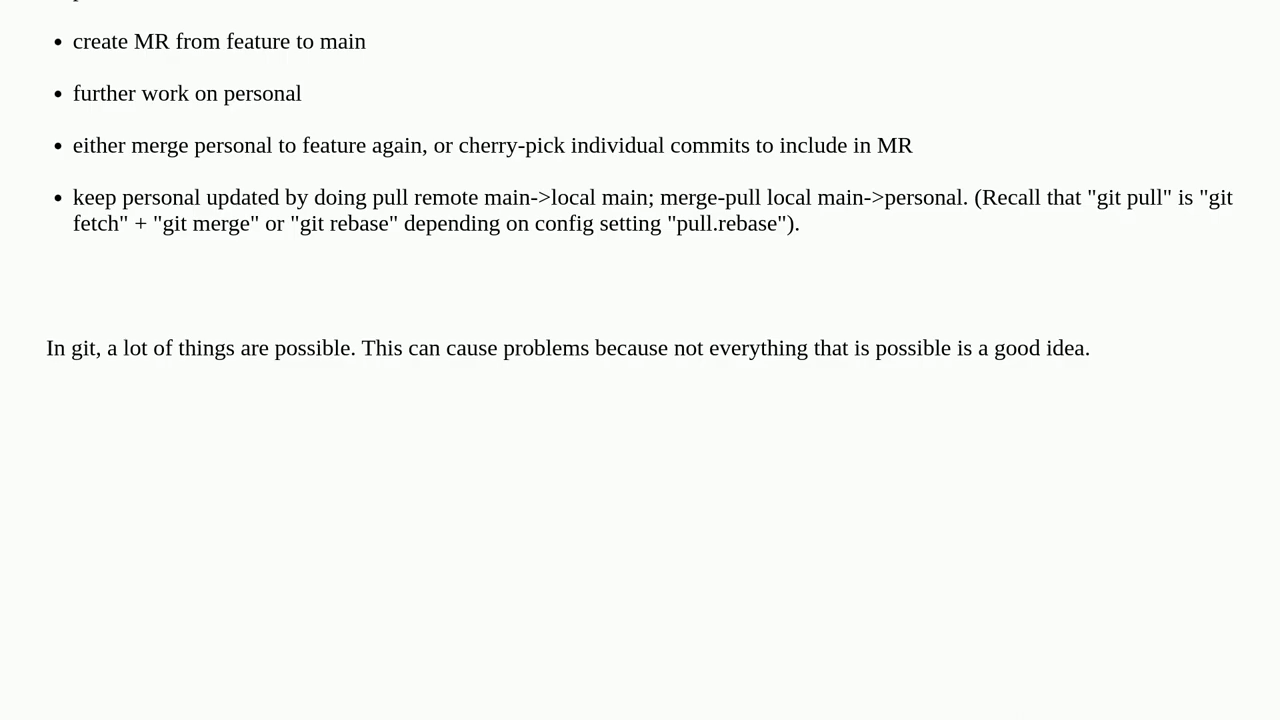 • create MR from feature to main
• further work on personal
• either merge personal to feature again, or cherry-pick individual commits to include in MR
• keep personal updated by doing pull remote main->local main; merge-pull local main->personal. (Recall that "git pull" is "git
fetch" + "git merge" or "git rebase" depending on config setting "pull.rebase").
In git, a lot of things are possible. This can cause problems because not everything that is possible is a good idea.